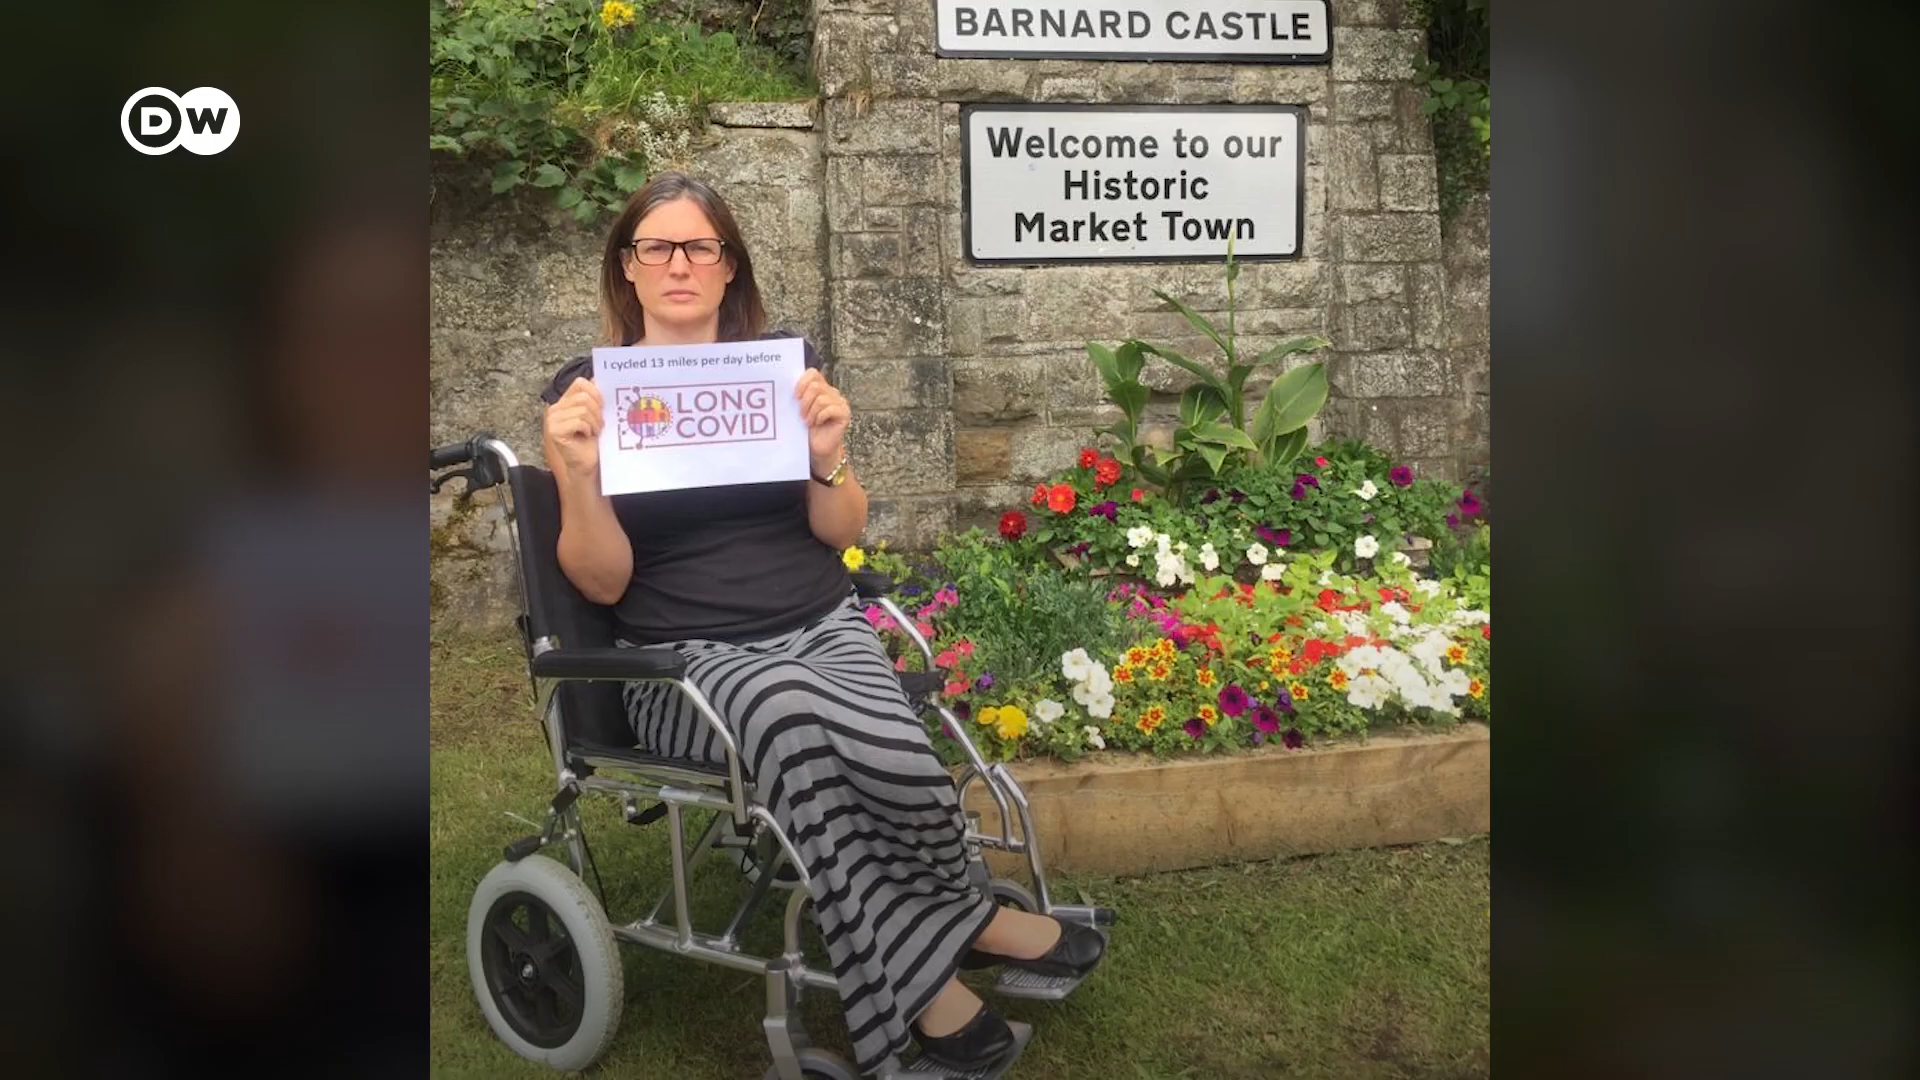 DW
BARNARD CASTLE
Welcome to our
Historic
Market Town
I cycled 13 miles per day before
LONG
COVID